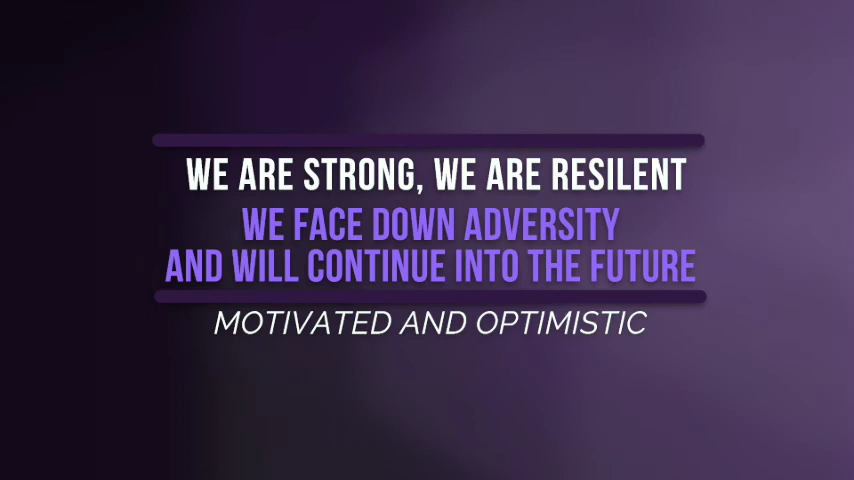 WE ARE STRONG, WE ARE RESILENT
WE FACE DOWN ADVERSITY
AND WILL CONTINUE INTO THE FUTURE
MOTIVATED AND OPTIMISTIC